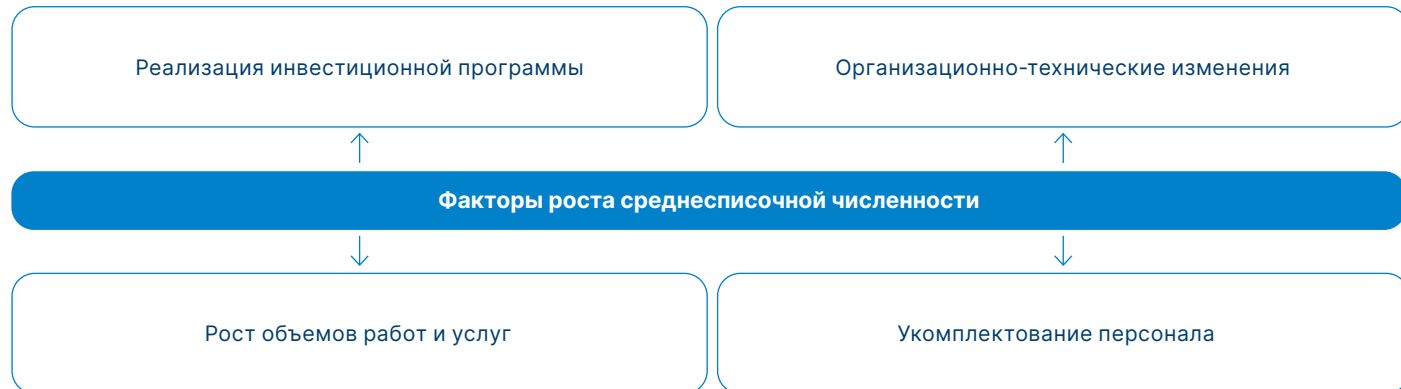 Реализация инвестиционной программы
Организационно-технические изменения
Факторы роста среднесписочной численности
Рост объемов работ и услуг
Укомплектование персонала